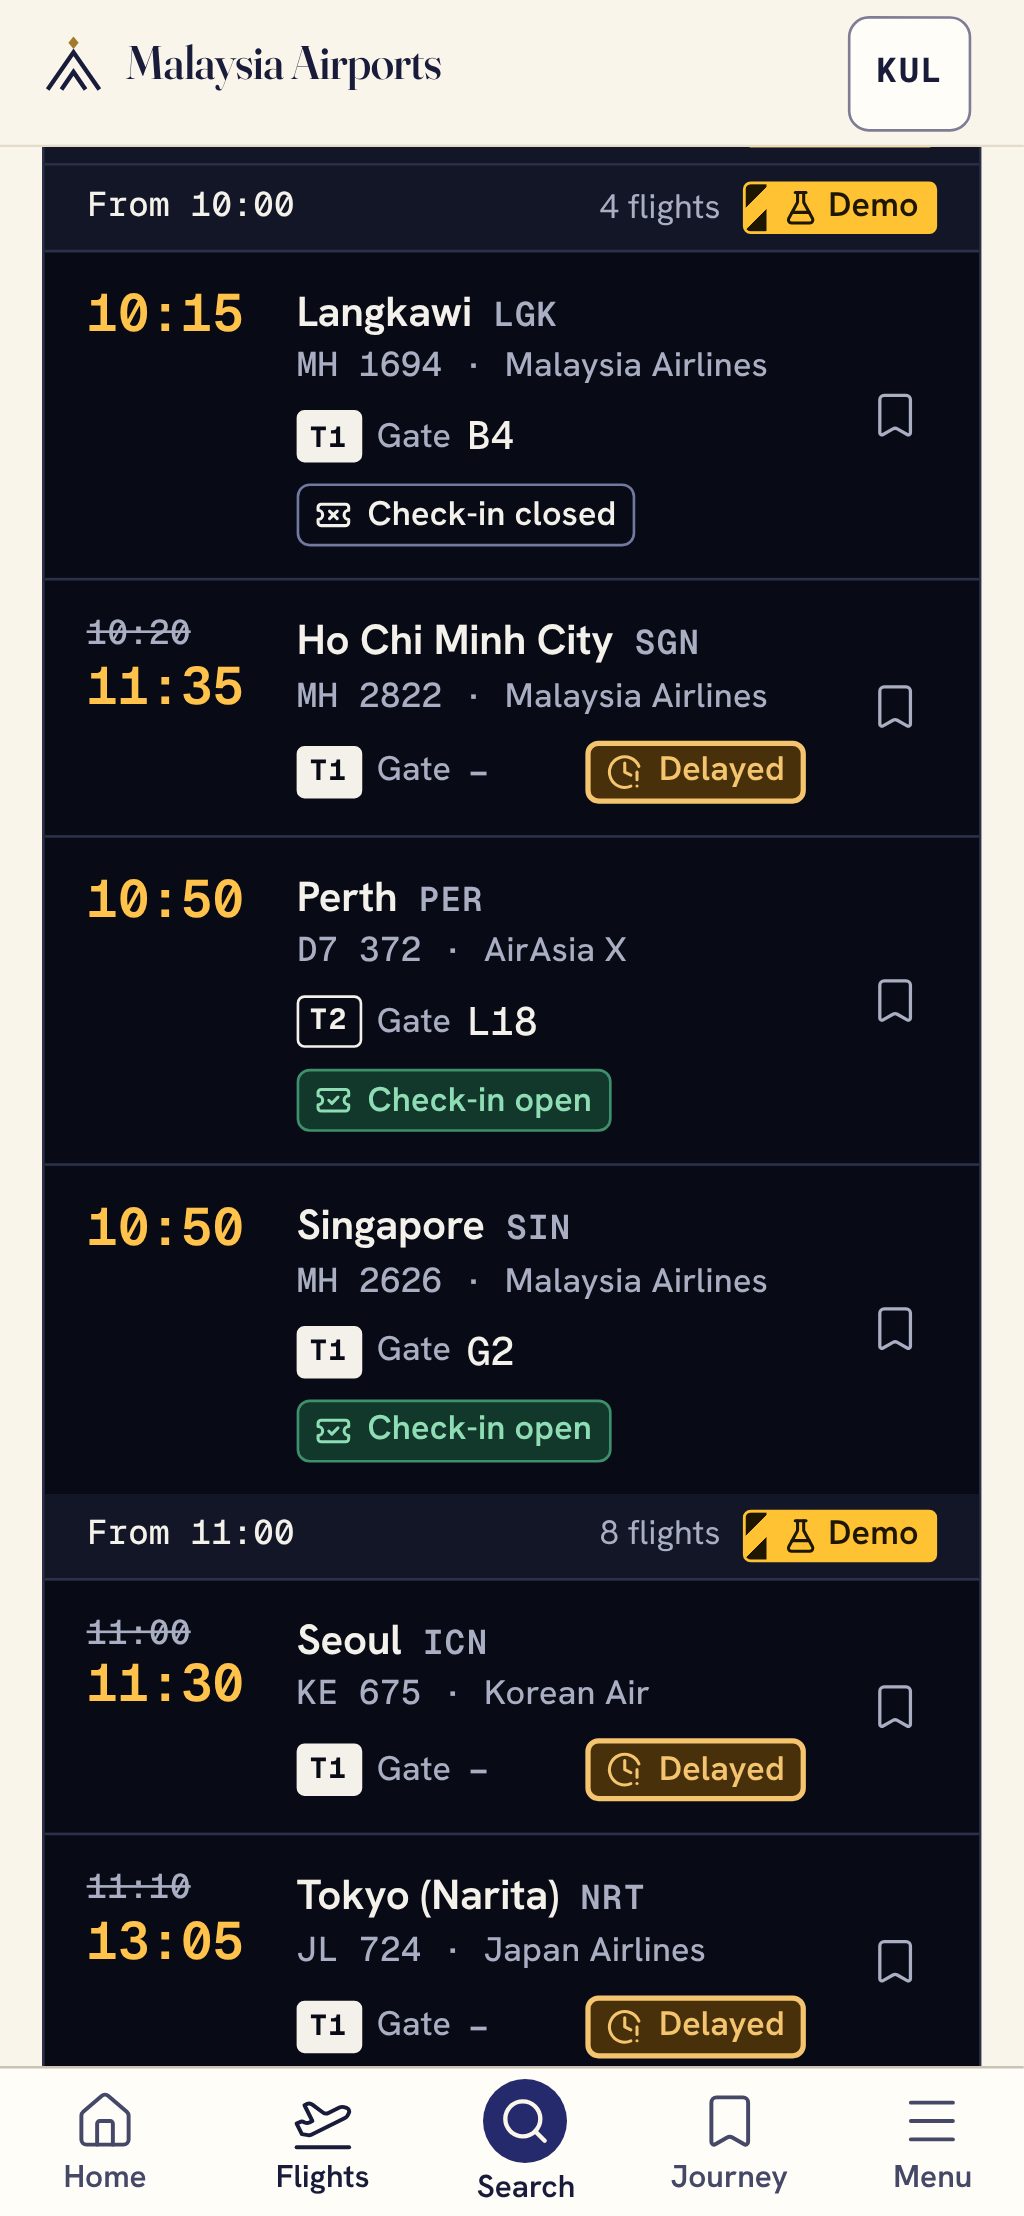 Malaysia Airports
KUL
From 10:00 4 flights Demo
10:15 Langkawi LGK
MH 1694 · Malaysia Airlines
T1 Gate B4
Check-in closed
10:20 Ho Chi Minh City SGN
11:35 MH 2822 · Malaysia Airlines
T1 Gate – Delayed
10:50 Perth PER
D7 372 · AirAsia X
T2 Gate L18
Check-in open
10:50 Singapore SIN
MH 2626 · Malaysia Airlines
T1 Gate G2
Check-in open
From 11:00 8 flights Demo
11:00 Seoul ICN
11:30 KE 675 · Korean Air
T1 Gate – Delayed
11:10 Tokyo (Narita) NRT
13:05 JL 724 · Japan Airlines
T1 Gate – Delayed
Home Flights Search Journey Menu